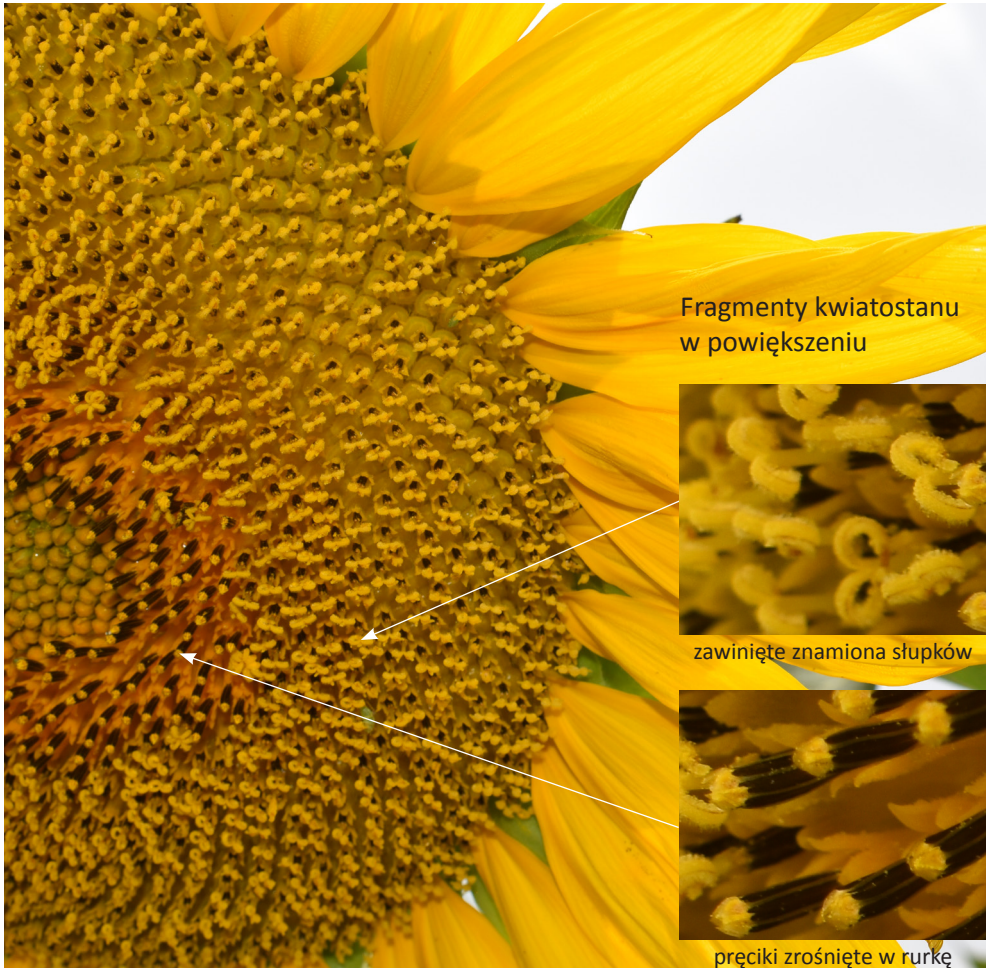 Fragmenty kwiatostanu
w powiększeniu
zawinięte znamiona słupków
pręciki zrośnięte w rurkę